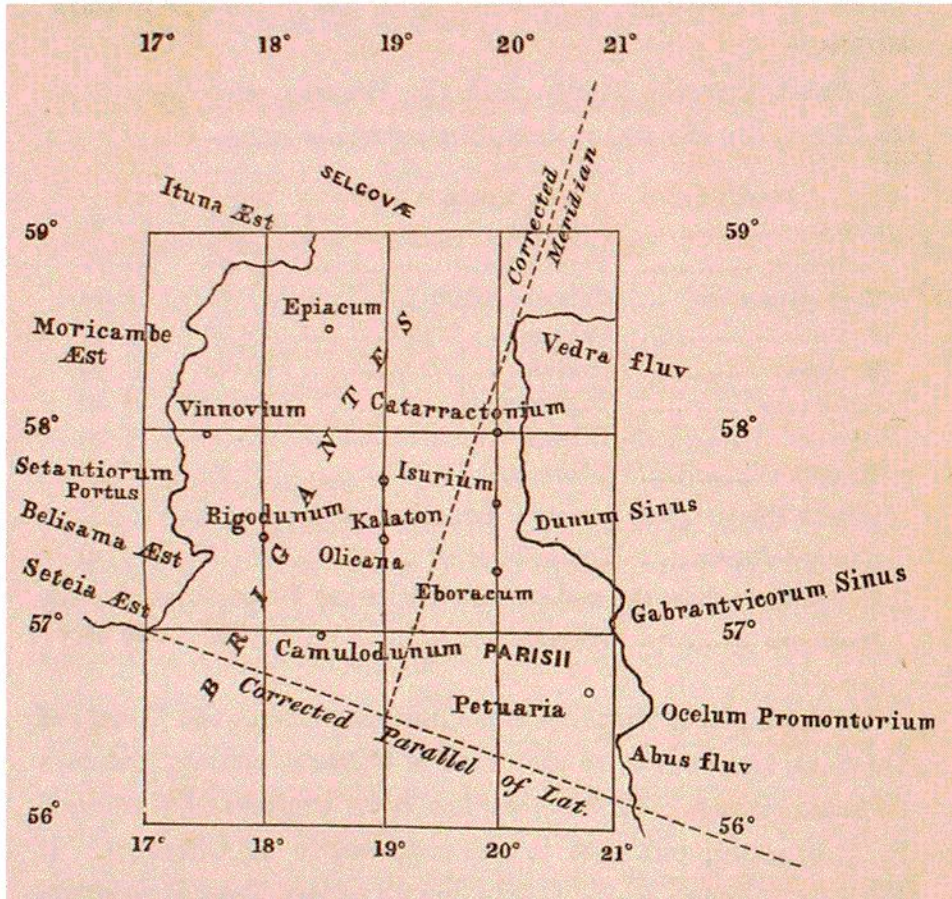 17° 18° 19° 20° 21°
SELGOVÆ
Ituna Æst
Corrected Meridian
59° 59°
Epiacum
Moricambe
Æst
Vedra fluv
Vinnovium
Catarractonium
58° 58°
Setantiorum
Portus
Isurium
Rigodunum
Kalaton
Dunum Sinus
Belisama Æst
Olicana
Eboracum
Seteia Æst
Gabrantvicorum Sinus
57° 57°
BRIGANTES
Camulodunum
PARISII
Petuaria
Ocelum Promontorium
Corrected Parallel of Lat.
Abus fluv
56° 56°
17° 18° 19° 20° 21°